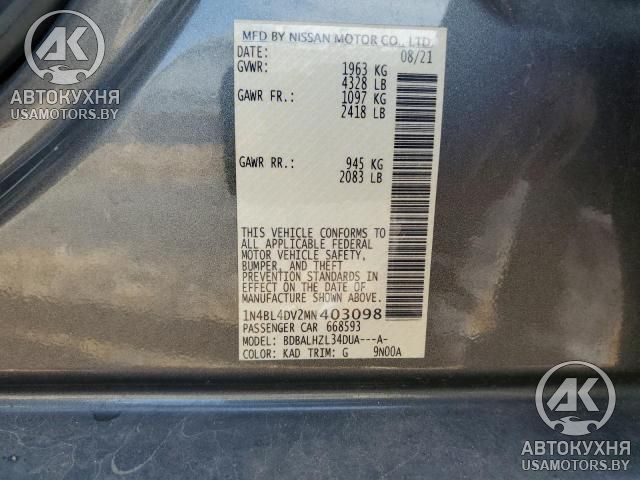 MFD BY NISSAN MOTOR CO., LTD.
DATE: 08/21
GVWR: 1963 KG
4328 LB
GAWR FR.: 1097 KG
2418 LB
GAWR RR.: 945 KG
2083 LB
THIS VEHICLE CONFORMS TO
ALL APPLICABLE FEDERAL
MOTOR VEHICLE SAFETY,
BUMPER, AND THEFT
PREVENTION STANDARDS IN
EFFECT ON THE DATE OF
MANUFACTURE SHOWN ABOVE.
1N4BL4DV2MN403098
PASSENGER CAR 668593
MODEL: BDBALHZL34DUA---A-
COLOR: KAD TRIM: G 9N00A
AK
АВТОКУХНЯ
USAMOTORS.BY
AK
АВТОКУХНЯ
USAMOTORS.BY